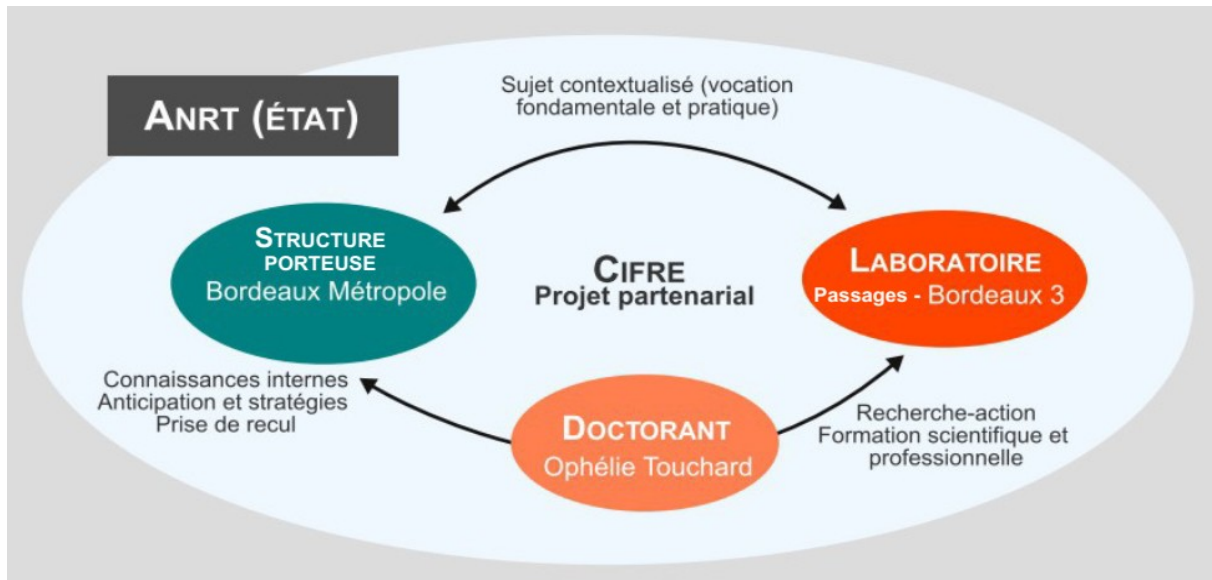 ANRT (ÉTAT)
Sujet contextualisé (vocation
fondamentale et pratique)
STRUCTURE
PORTEUSE
Bordeaux Métropole
CIFRE
Projet partenarial
LABORATOIRE
Passages - Bordeaux 3
Connaissances internes
Anticipation et stratégies
Prise de recul
DOCTORANT
Ophélie Touchard
Recherche-action
Formation scientifique et
professionnelle